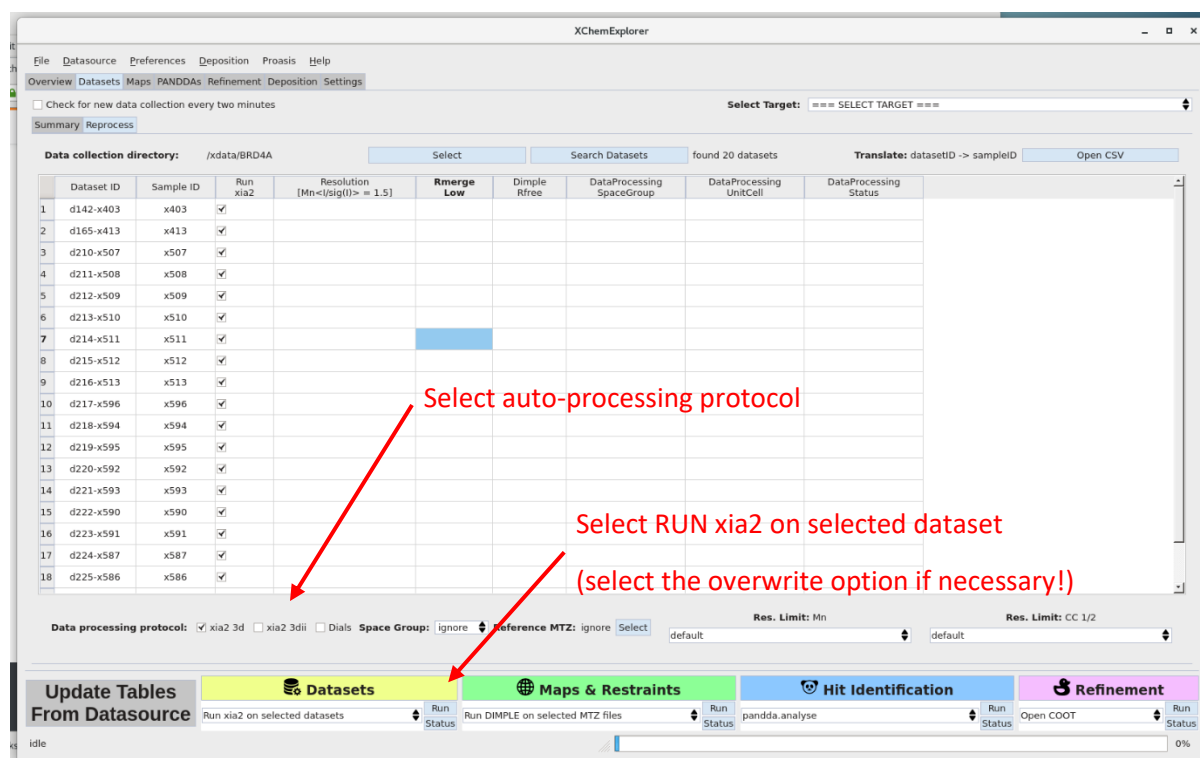 XChemExplorer
File Datasource Preferences Deposition Proasis Help
Overview Datasets Maps PANDDAs Refinement Deposition Settings
Check for new data collection every two minutes Select Target: === SELECT TARGET ===
Summary Reprocess
Data collection directory: /xdata/BRD4A Select Search Datasets found 20 datasets Translate: datasetID -> sampleID Open CSV
Dataset ID Sample ID Run xia2 Resolution [Mn<I/sig(I)> = 1.5] Rmerge Low Dimple Rfree DataProcessing SpaceGroup DataProcessing UnitCell DataProcessing Status
1 d142-x403 x403
2 d165-x413 x413
3 d210-x507 x507
4 d211-x508 x508
5 d212-x509 x509
6 d213-x510 x510
7 d214-x511 x511
8 d215-x512 x512
9 d216-x513 x513
10 d217-x596 x596
11 d218-x594 x594
12 d219-x595 x595
13 d220-x592 x592
14 d221-x593 x593
15 d222-x590 x590
16 d223-x591 x591
17 d224-x587 x587
18 d225-x586 x586
Select auto-processing protocol
Select RUN xia2 on selected dataset
(select the overwrite option if necessary!)
Data processing protocol: xia2 3d xia2 3dii Dials Space Group: ignore Reference MTZ: ignore Select
Res. Limit: Mn Res. Limit: CC 1/2
default default
Update Tables From Datasource
Datasets Maps & Restraints Hit Identification Refinement
Run xia2 on selected datasets Run Status Run DIMPLE on selected MTZ files Run Status pandda.analyse Run Status Open COOT Run Status
idle 0%